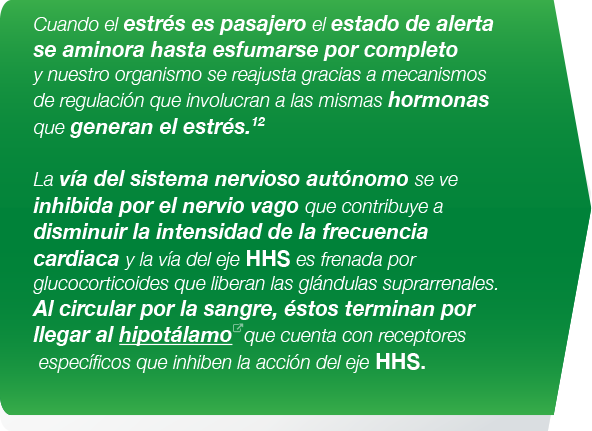 Cuando el estrés es pasajero el estado de alerta
se aminora hasta esfumarse por completo
y nuestro organismo se reajusta gracias a mecanismos
de regulación que involucran a las mismas hormonas
que generan el estrés.¹²
La vía del sistema nervioso autónomo se ve
inhibida por el nervio vago que contribuye a
disminuir la intensidad de la frecuencia
cardiaca y la vía del eje HHS es frenada por
glucocorticoides que liberan las glándulas suprarrenales.
Al circular por la sangre, éstos terminan por
llegar al hipotálamo que cuenta con receptores
específicos que inhiben la acción del eje HHS.